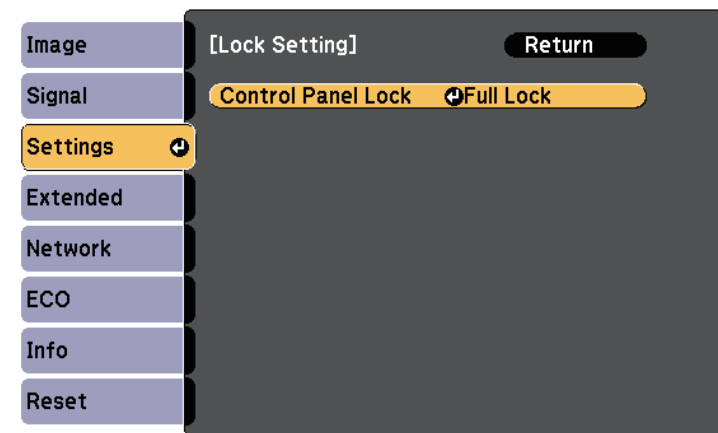 Image
Signal
Settings
Extended
Network
ECO
Info
Reset
[Lock Setting]
Return
Control Panel Lock Full Lock